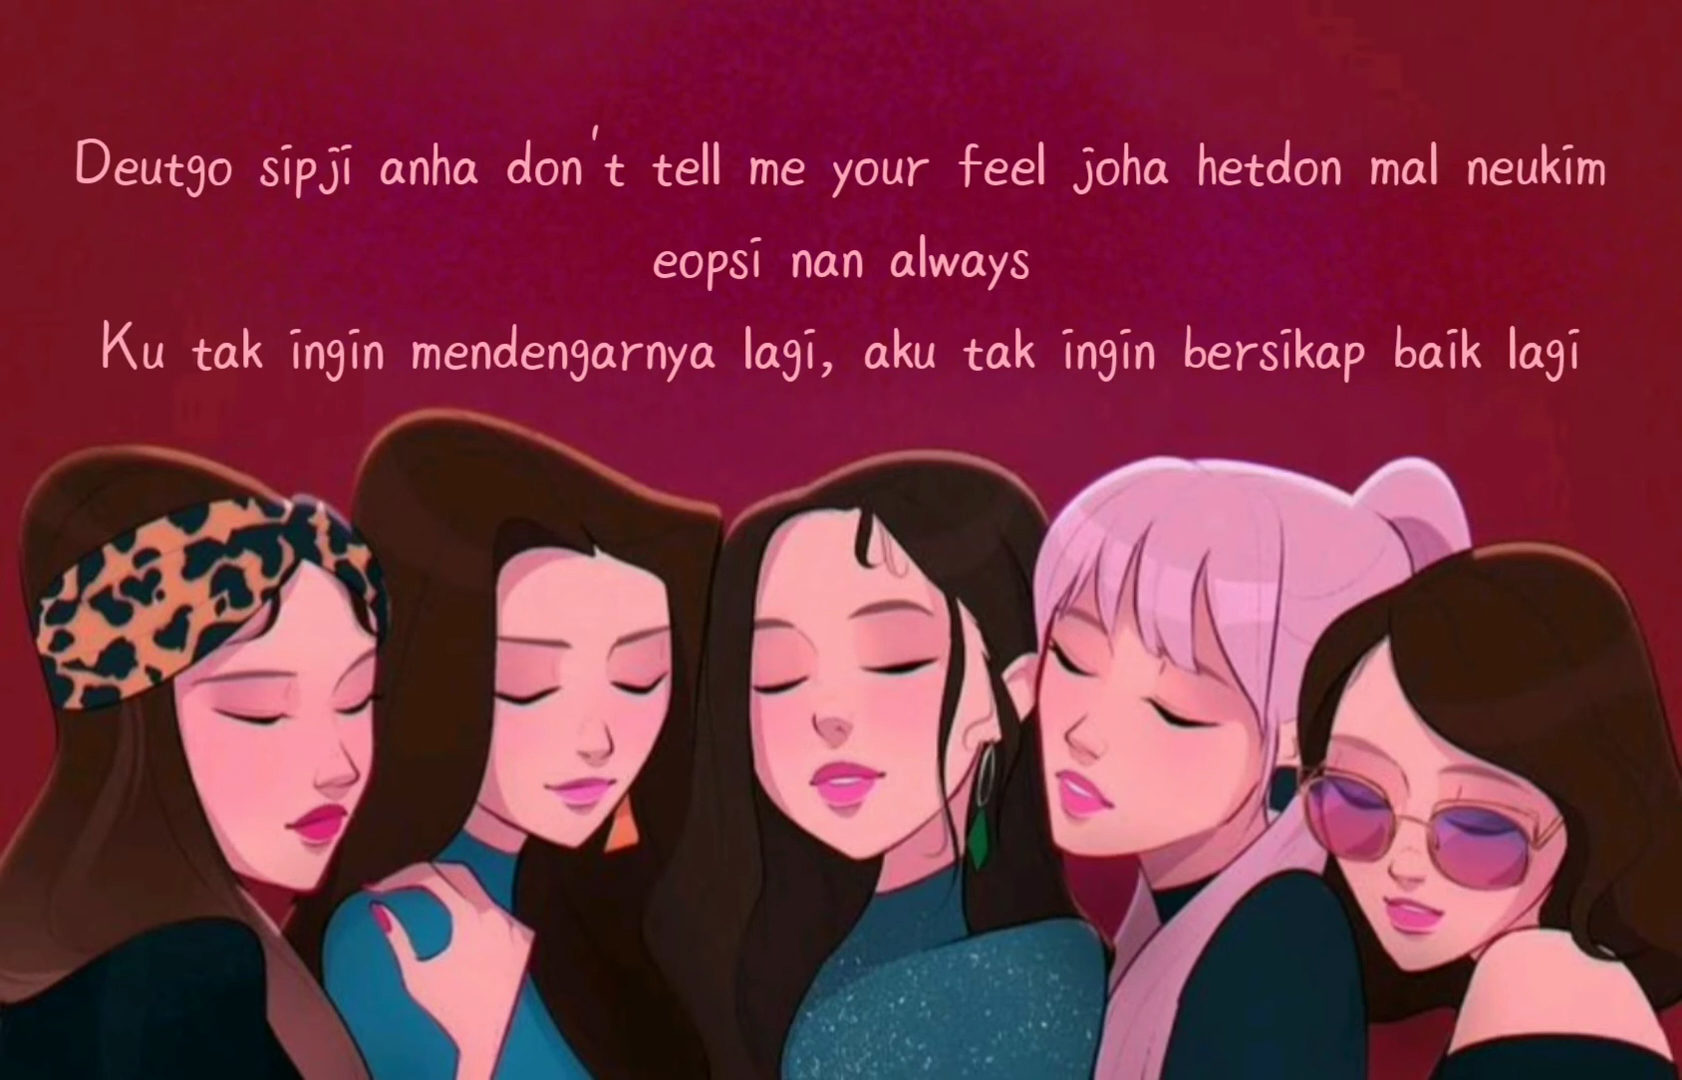 Deutgo sipji anha don't tell me your feel joha hetdon mal neukim
eopsi nan always
Ku tak ingin mendengarnya lagi, aku tak ingin bersikap baik lagi